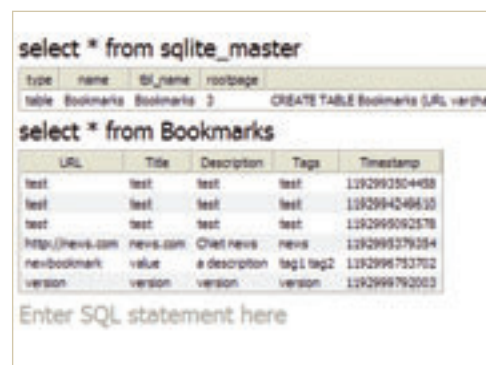 select * from sqlite_master
type name tbl_name rootpage
table Bookmarks Bookmarks 3 CREATE TABLE Bookmarks (URL varcha
select * from Bookmarks
URL Title Description Tags Timestamp
test test test test 1192993504458
test test test test 1192994249610
test test test test 1192995092578
http://news.com news.com C|net news news 1192995379354
newbookmark value a description tag1 tag2 1192996753702
version version version version 1192999792003
Enter SQL statement here